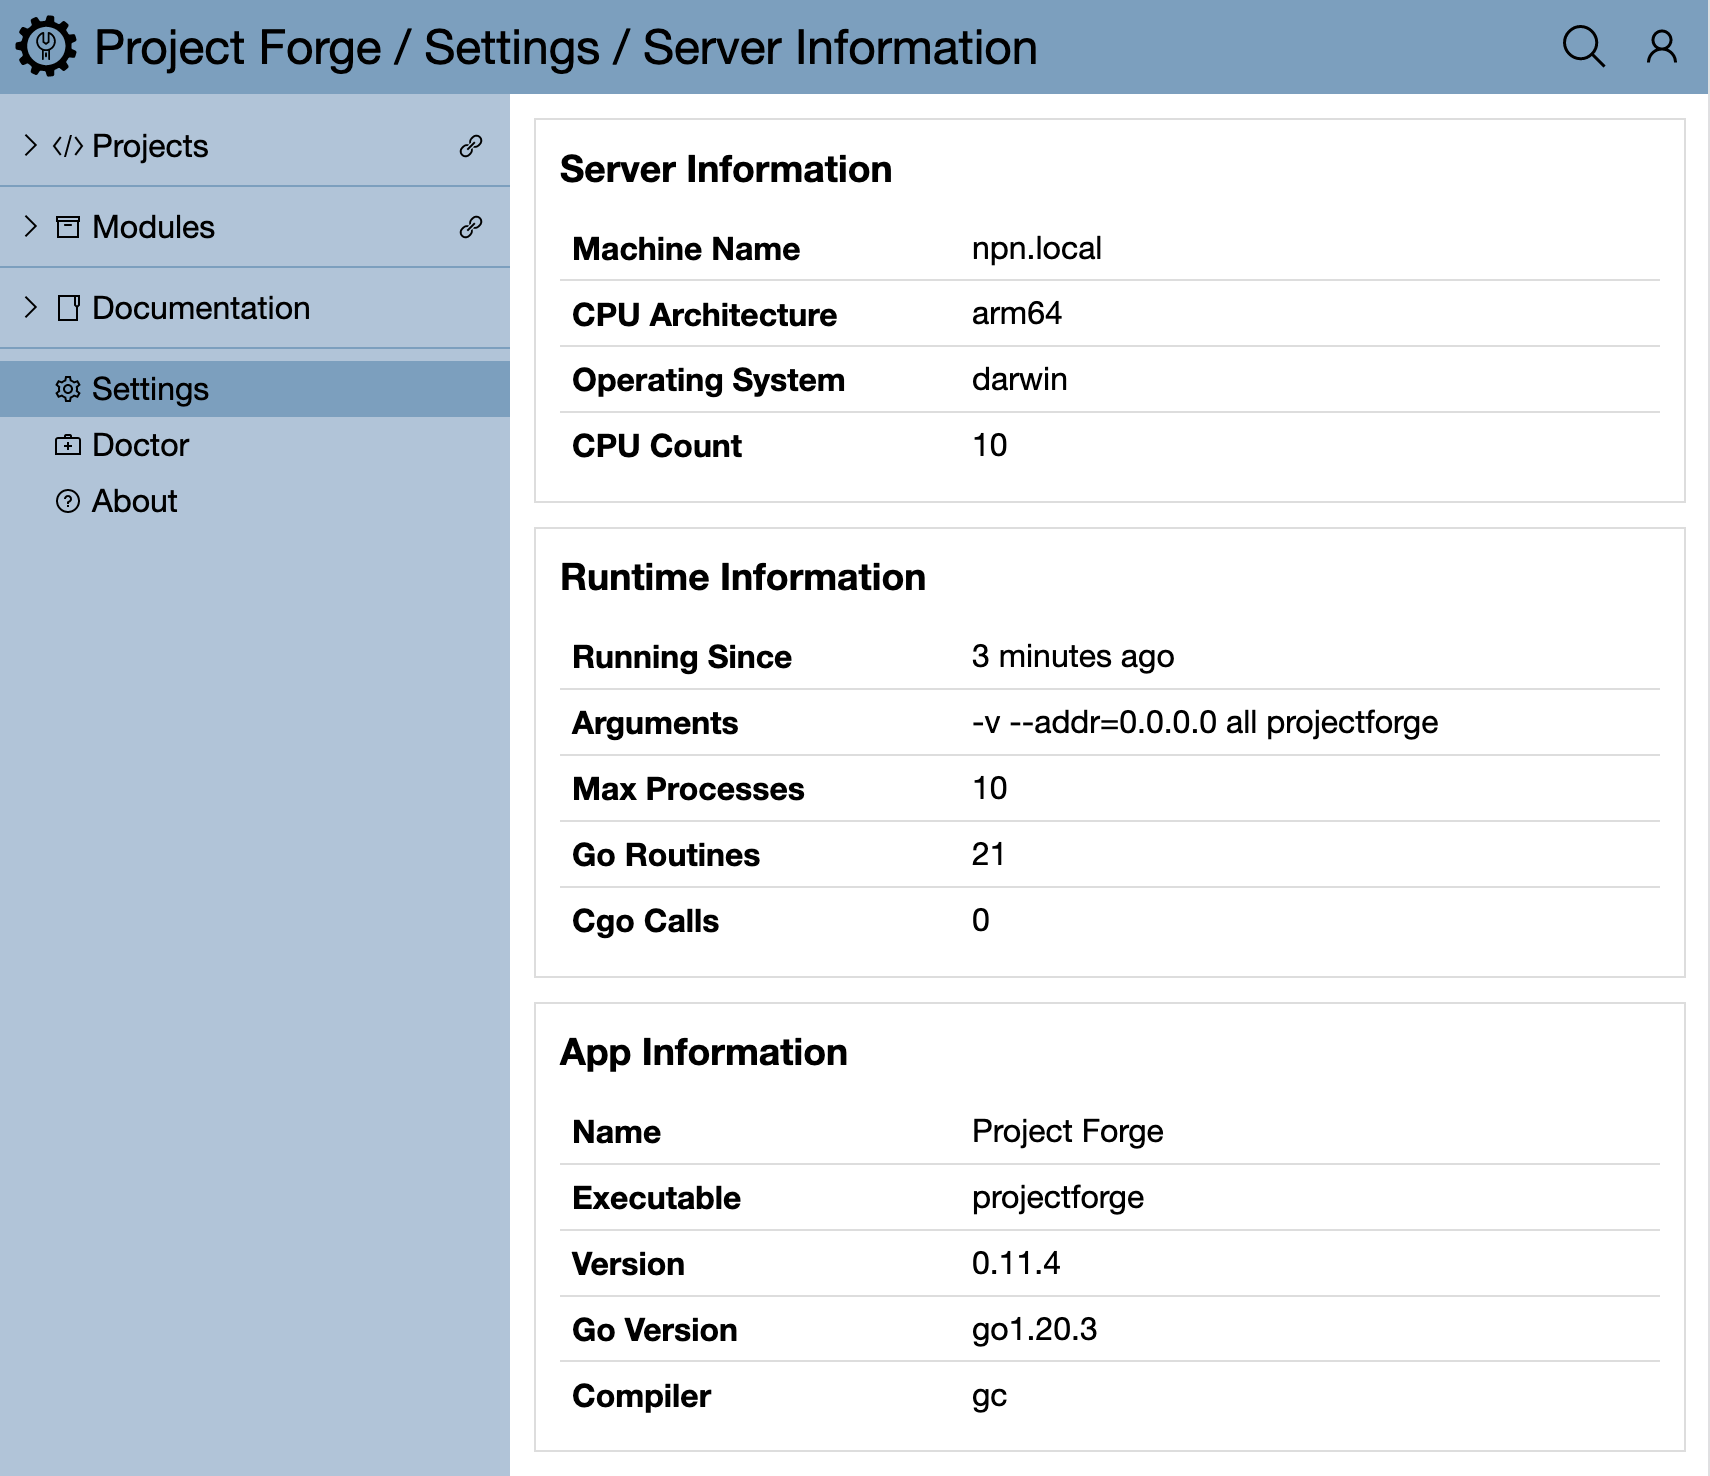 Project Forge / Settings / Server Information
Projects
Modules
Documentation
Settings
Doctor
About
Server Information
Machine Name npn.local
CPU Architecture arm64
Operating System darwin
CPU Count 10
Runtime Information
Running Since 3 minutes ago
Arguments -v --addr=0.0.0.0 all projectforge
Max Processes 10
Go Routines 21
Cgo Calls 0
App Information
Name Project Forge
Executable projectforge
Version 0.11.4
Go Version go1.20.3
Compiler gc